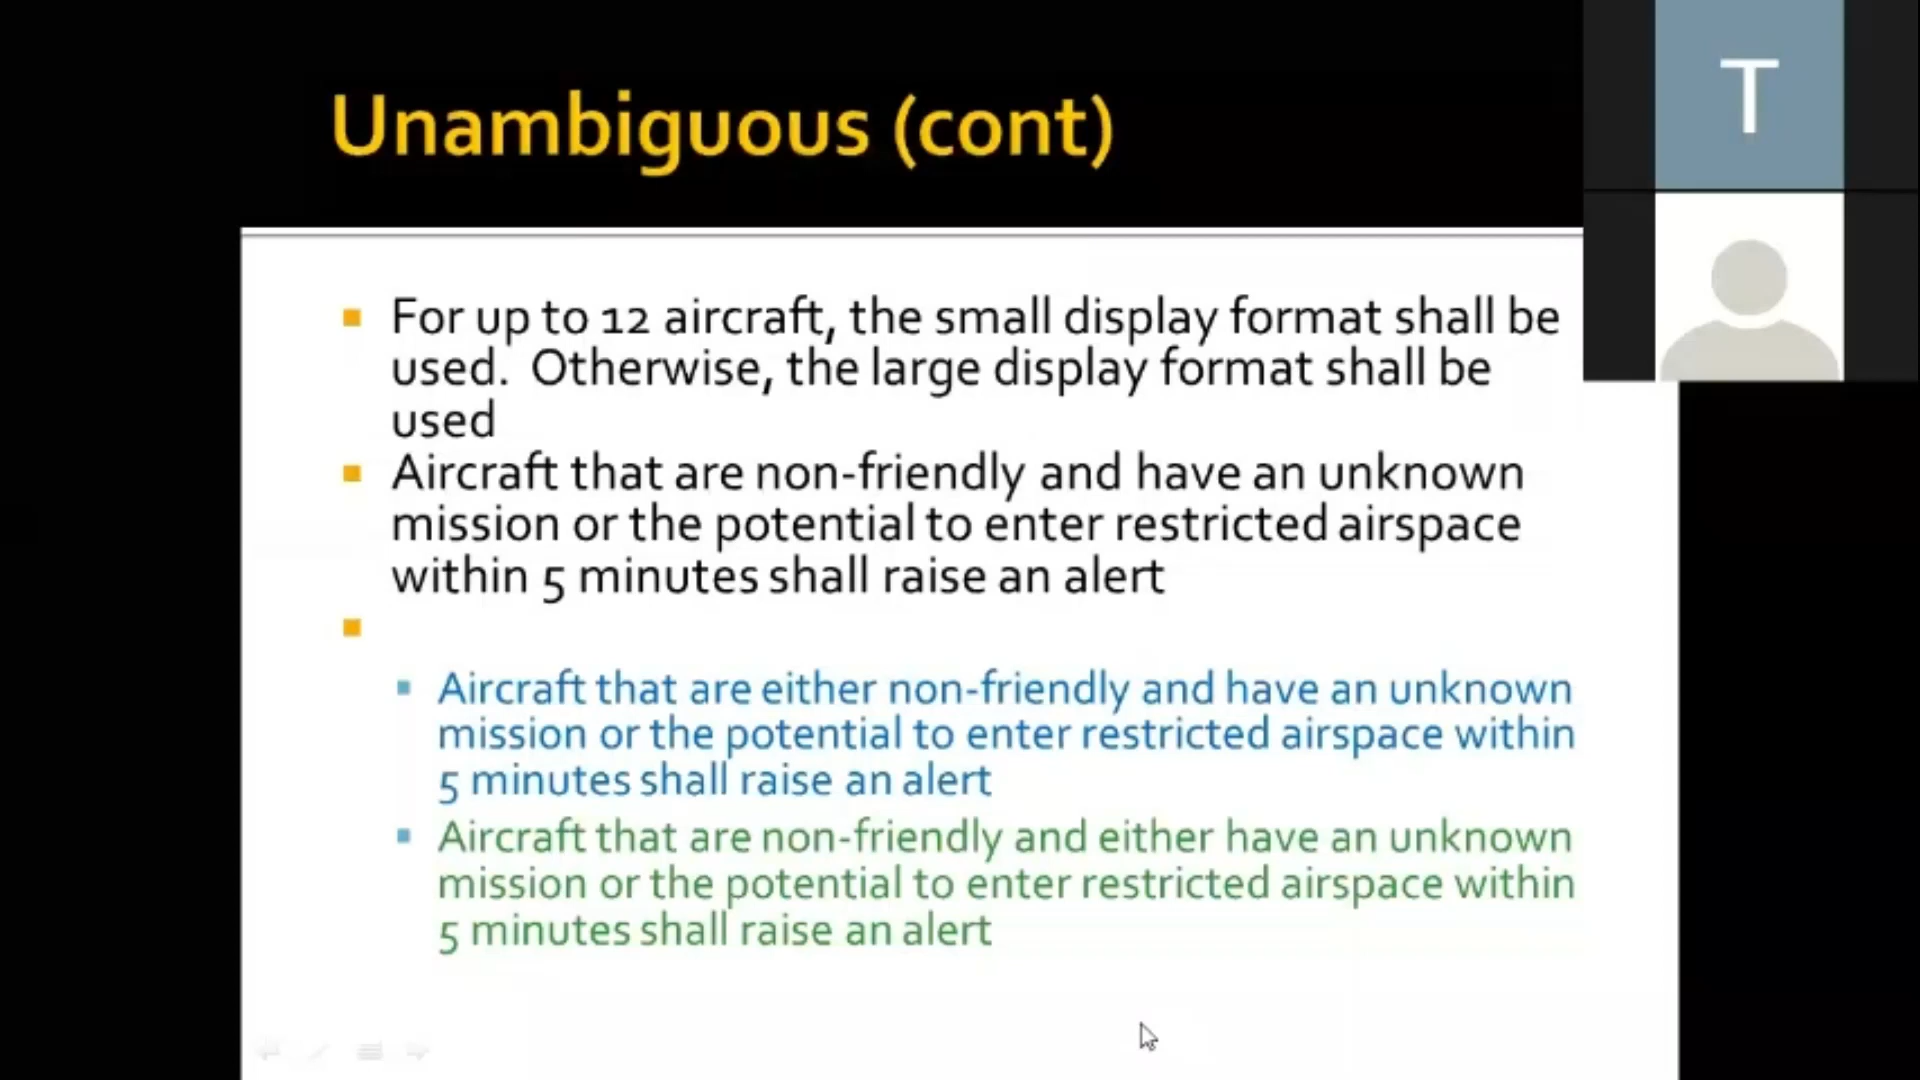 Unambiguous (cont)
T
For up to 12 aircraft, the small display format shall be
used.  Otherwise, the large display format shall be
used
Aircraft that are non-friendly and have an unknown
mission or the potential to enter restricted airspace
within 5 minutes shall raise an alert
Aircraft that are either non-friendly and have an unknown
mission or the potential to enter restricted airspace within
5 minutes shall raise an alert
Aircraft that are non-friendly and either have an unknown
mission or the potential to enter restricted airspace within
5 minutes shall raise an alert